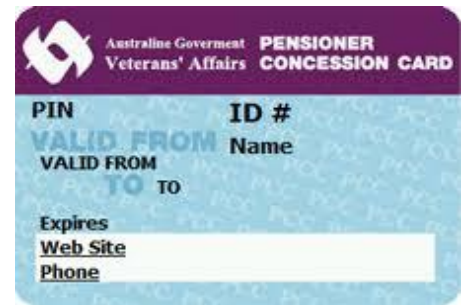 Australine Goverment PENSIONER
Veterans' Affairs CONCESSION CARD
PIN ID #
VALID FROM Name
VALID FROM
TO TO
Expires
Web Site
Phone